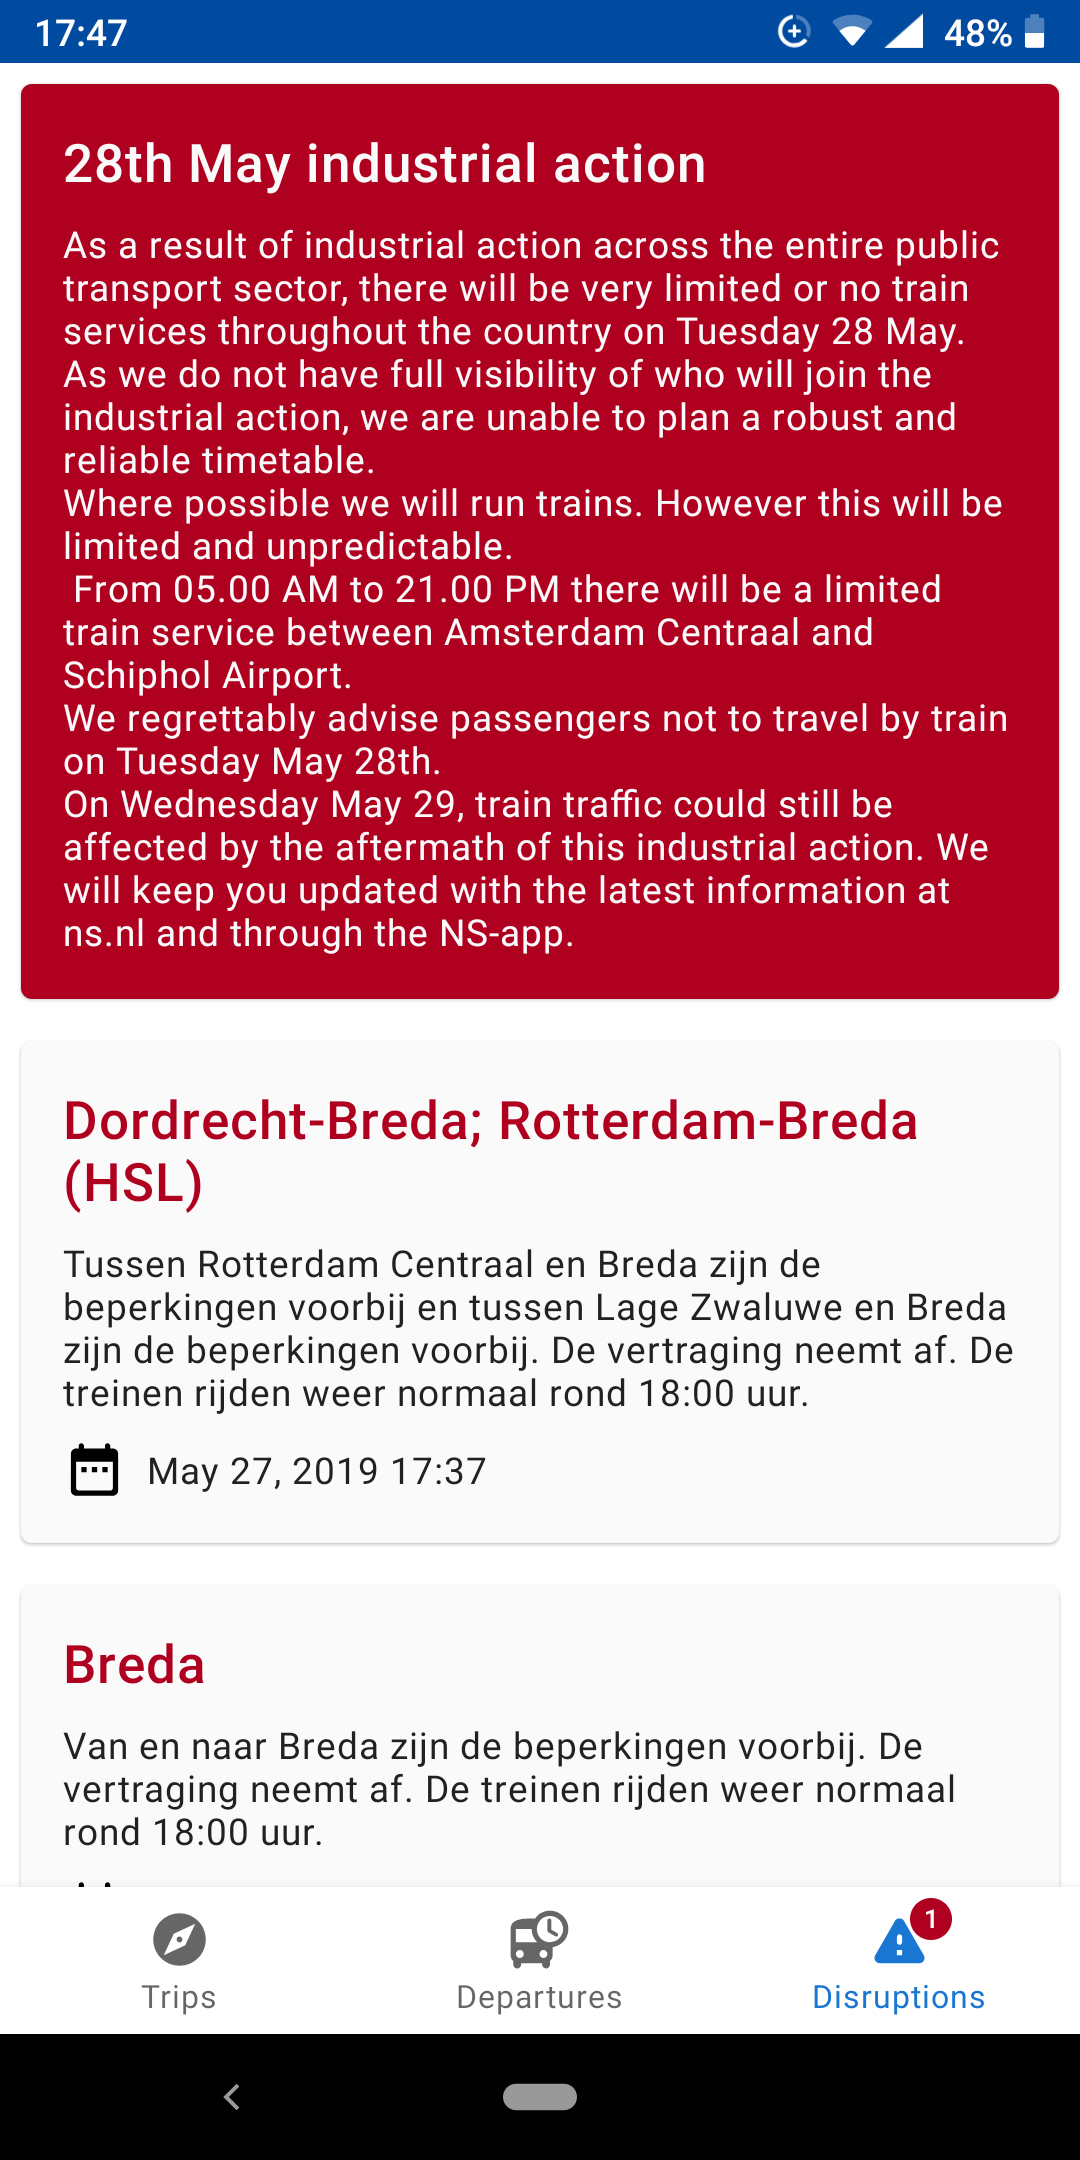 17:47
48%
28th May industrial action
As a result of industrial action across the entire public
transport sector, there will be very limited or no train
services throughout the country on Tuesday 28 May.
As we do not have full visibility of who will join the
industrial action, we are unable to plan a robust and
reliable timetable.
Where possible we will run trains. However this will be
limited and unpredictable.
From 05.00 AM to 21.00 PM there will be a limited
train service between Amsterdam Centraal and
Schiphol Airport.
We regrettably advise passengers not to travel by train
on Tuesday May 28th.
On Wednesday May 29, train traffic could still be
affected by the aftermath of this industrial action. We
will keep you updated with the latest information at
ns.nl and through the NS-app.
Dordrecht-Breda; Rotterdam-Breda
(HSL)
Tussen Rotterdam Centraal en Breda zijn de
beperkingen voorbij en tussen Lage Zwaluwe en Breda
zijn de beperkingen voorbij. De vertraging neemt af. De
treinen rijden weer normaal rond 18:00 uur.
May 27, 2019 17:37
Breda
Van en naar Breda zijn de beperkingen voorbij. De
vertraging neemt af. De treinen rijden weer normaal
rond 18:00 uur.
1
Trips
Departures
Disruptions